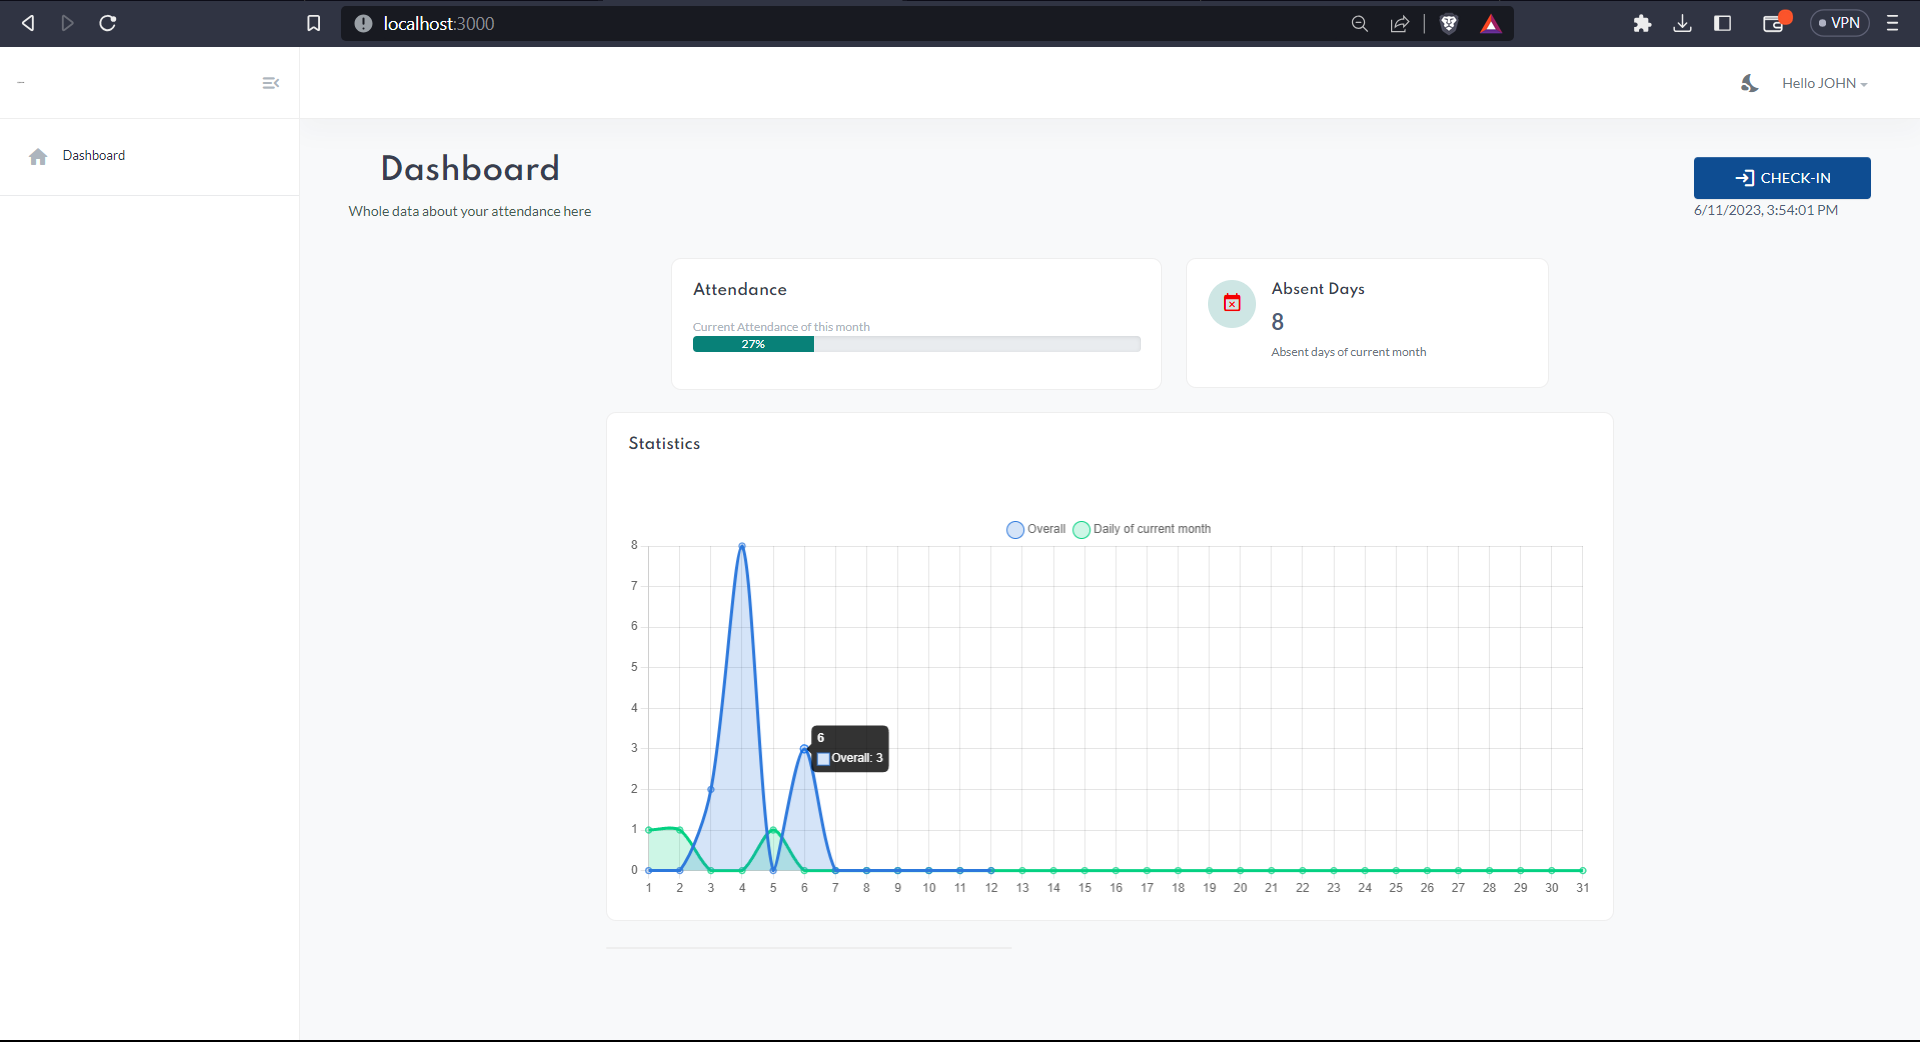 localhost:3000
VPN
--
Hello JOHN
Dashboard
Dashboard
CHECK-IN
Whole data about your attendance here
6/11/2023, 3:54:01 PM
Attendance
Current Attendance of this month
27%
Absent Days
8
Absent days of current month
Statistics
Overall Daily of current month
8
7
6
5
4
3
2
1
0
6
Overall: 3
1 2 3 4 5 6 7 8 9 10 11 12 13 14 15 16 17 18 19 20 21 22 23 24 25 26 27 28 29 30 31